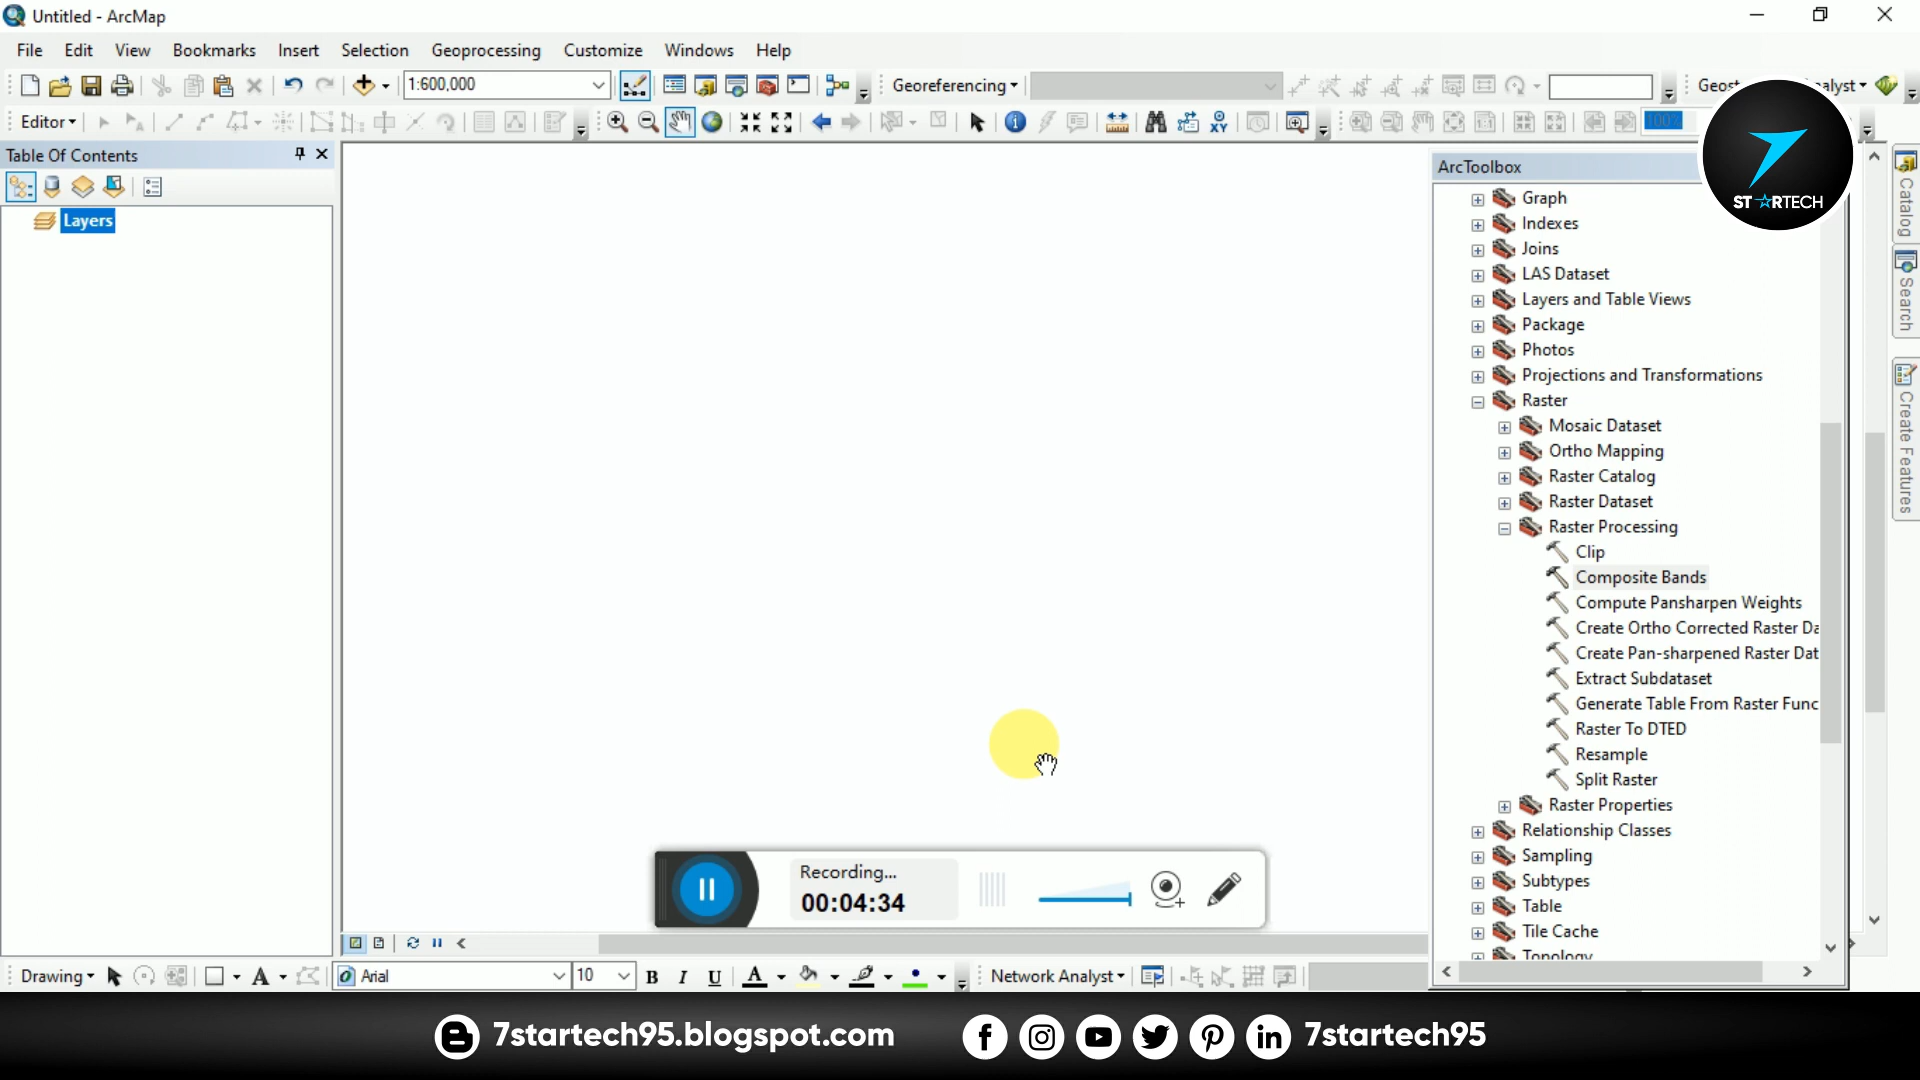 Untitled - ArcMap
File Edit View Bookmarks Insert Selection Geoprocessing Customize Windows Help
1:600,000 Georeferencing
Editor 100%
Table Of Contents
Layers
ArcToolbox
Graph
Indexes
Joins
LAS Dataset
Layers and Table Views
Package
Photos
Projections and Transformations
Raster
Mosaic Dataset
Ortho Mapping
Raster Catalog
Raster Dataset
Raster Processing
Clip
Composite Bands
Compute Pansharpen Weights
Create Ortho Corrected Raster Da
Create Pan-sharpened Raster Dat
Extract Subdataset
Generate Table From Raster Func
Raster To DTED
Resample
Split Raster
Raster Properties
Relationship Classes
Sampling
Subtypes
Table
Tile Cache
Topology
STARTECH
Catalog
Search
Create Features
Recording...
00:04:34
Drawing A Arial 10 B I U A Network Analyst
7startech95.blogspot.com 7startech95